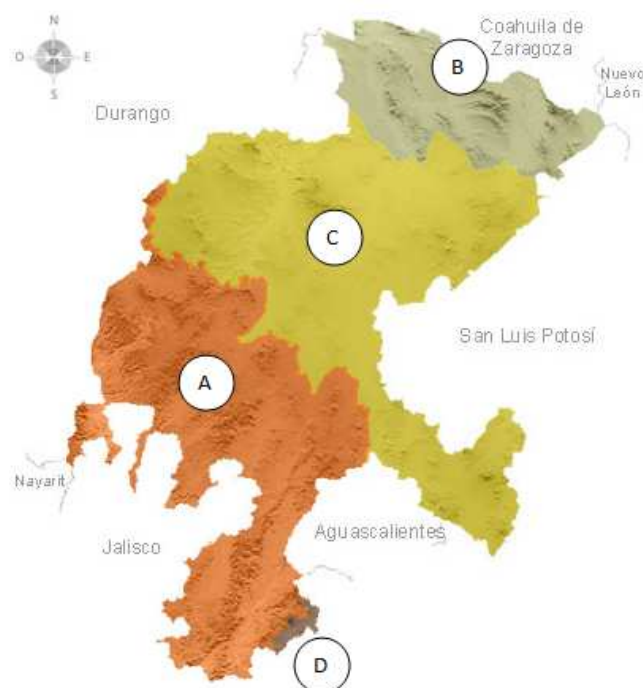 N
O E
S
Coahuila de
Zaragoza
B
Nuevo
León
Durango
C
San Luis Potosí
A
Nayarit
Aguascalientes
Jalisco
D